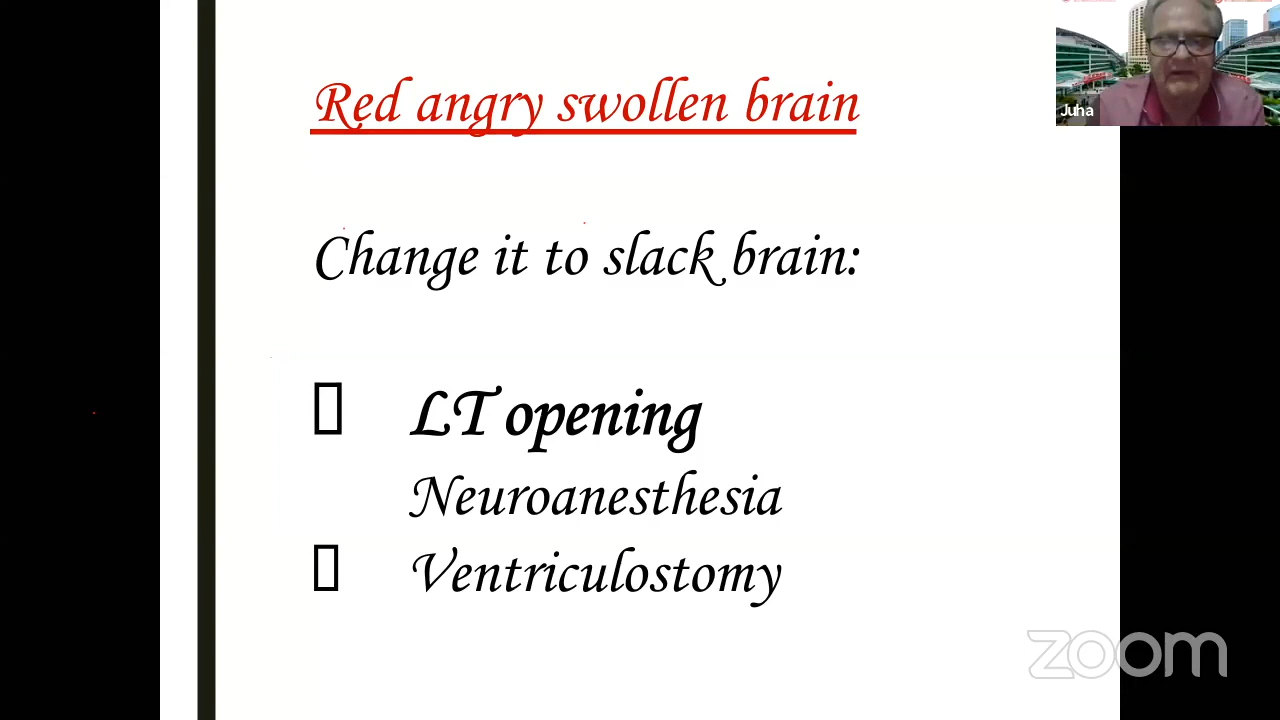 Red angry swollen brain
Juha
Change it to slack brain:
LT opening
Neuroanesthesia
Ventriculostomy
zoom